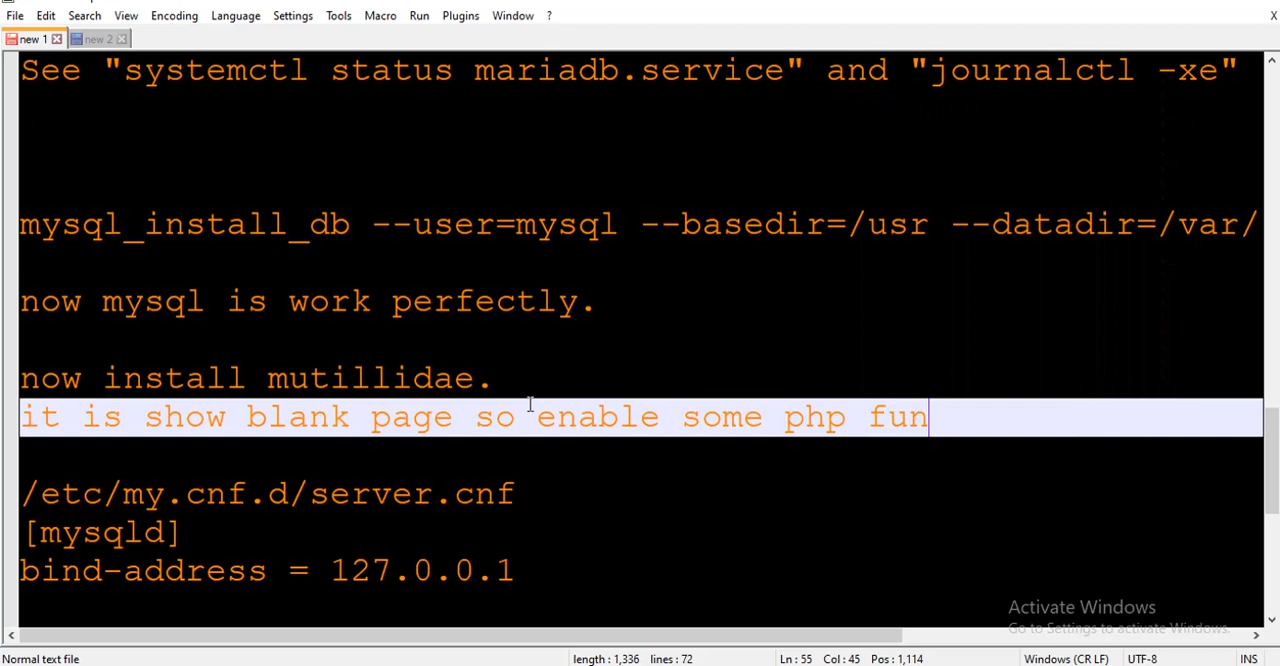 File Edit Search View Encoding Language Settings Tools Macro Run Plugins Window ? X
new 1 new 2
See "systemctl status mariadb.service" and "journalctl -xe"
mysql_install_db --user=mysql --basedir=/usr --datadir=/var/
now mysql is work perfectly.
now install mutillidae.
it is show blank page so enable some php fun
/etc/my.cnf.d/server.cnf
[mysqld]
bind-address = 127.0.0.1
Activate Windows
Go to Settings to activate Windows.
Normal text file length : 1,336 lines : 72 Ln : 55 Col : 45 Pos : 1,114 Windows (CR LF) UTF-8 INS